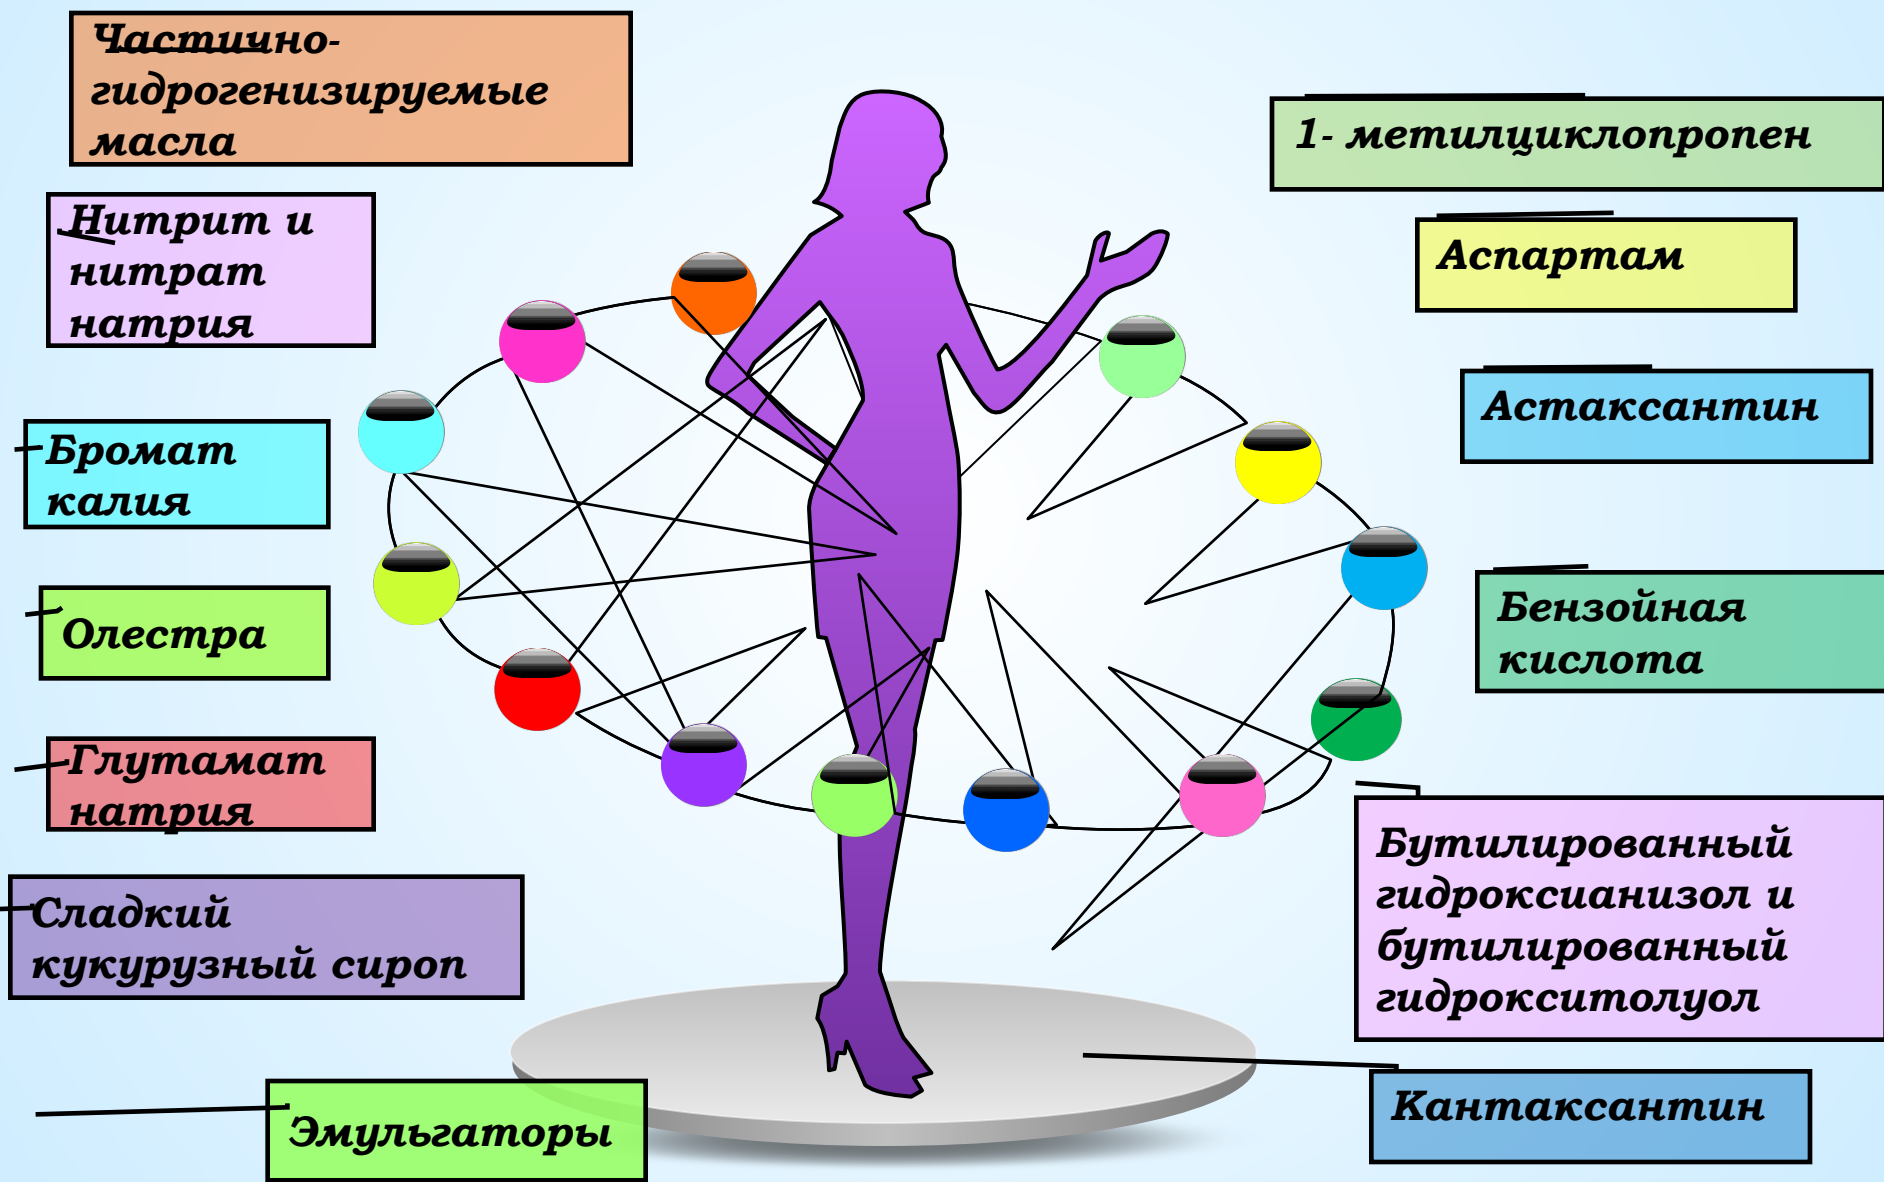 Частично-
гидрогенизируемые
масла
Нитрит и
нитрат
натрия
Бромат
калия
Олестра
Глутамат
натрия
Сладкий
кукурузный сироп
Эмульгаторы
1- метилциклопропен
Аспартам
Астаксантин
Бензойная
кислота
Бутилированный
гидроксианизол и
бутилированный
гидрокситолуол
Кантаксантин